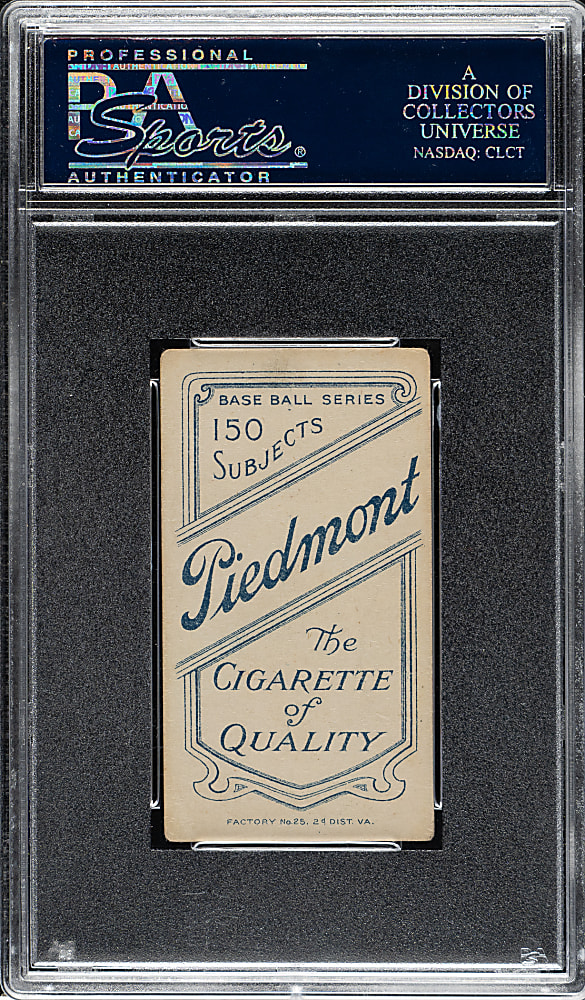 PROFESSIONAL
PSA
Sports®
AUTHENTICATOR
A
DIVISION OF
COLLECTORS
UNIVERSE
NASDAQ: CLCT
BASE BALL SERIES
150
SUBJECTS
Piedmont
The
CIGARETTE
of
QUALITY
FACTORY No. 25, 2d DIST. VA.